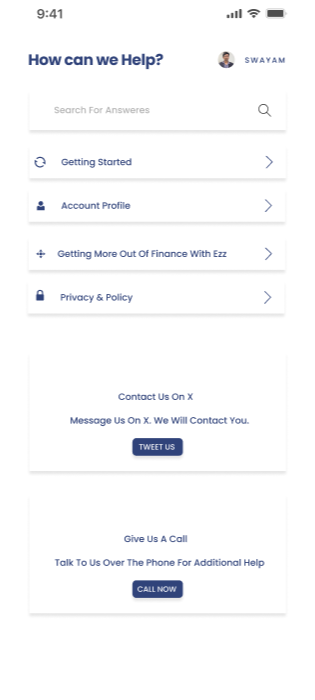 9:41
How can we Help?
SWAYAM
Search For Answeres
Getting Started
Account Profile
Getting More Out Of Finance With Ezz
Privacy & Policy
Contact Us On X
Message Us On X. We Will Contact You.
TWEET US
Give Us A Call
Talk To Us Over The Phone For Additional Help
CALL NOW